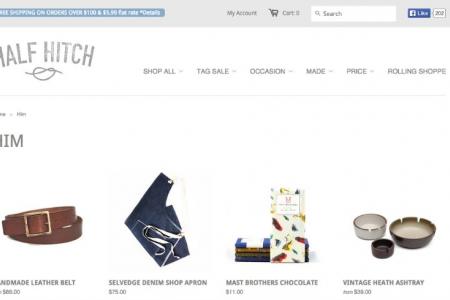 FREE SHIPPING ON ORDERS OVER $100 & $5.99 flat rate *Details
My Account Cart: 0 Search Like 202
HALF HITCH
SHOP ALL TAG SALE OCCASION MADE PRICE ROLLING SHOPPE
me Him
HIM
ANDMADE LEATHER BELT
$88.00
SELVEDGE DENIM SHOP APRON
$75.00
MAST BROTHERS CHOCOLATE
$11.00
VINTAGE HEATH ASHTRAY
from $39.00